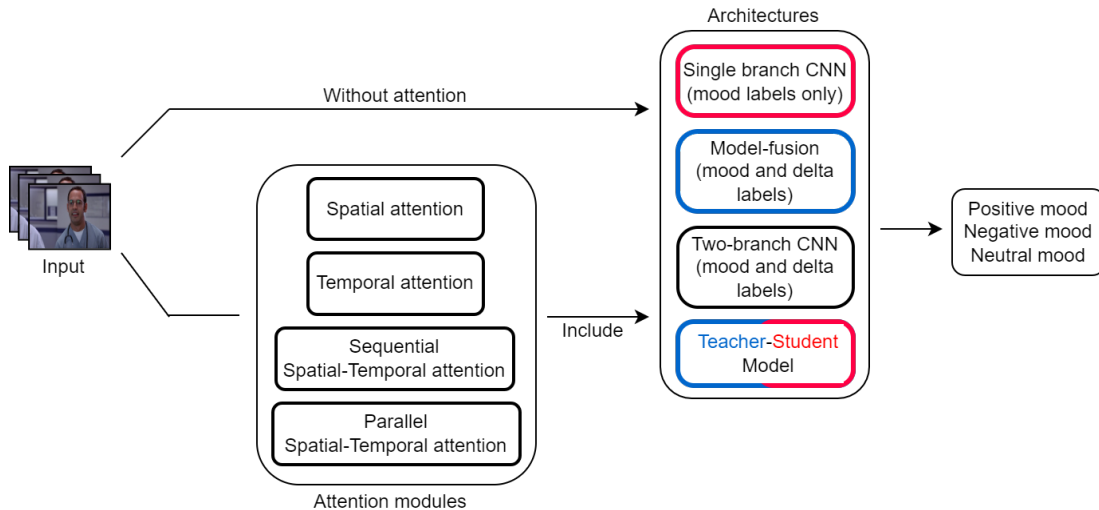 Architectures
Single branch CNN
(mood labels only)
Without attention
Model-fusion
(mood and delta
labels)
Spatial attention
Positive mood
Negative mood
Neutral mood
Input
Two-branch CNN
(mood and delta
labels)
Temporal attention
Include
Sequential
Spatial-Temporal attention
Teacher-Student
Model
Parallel
Spatial-Temporal attention
Attention modules